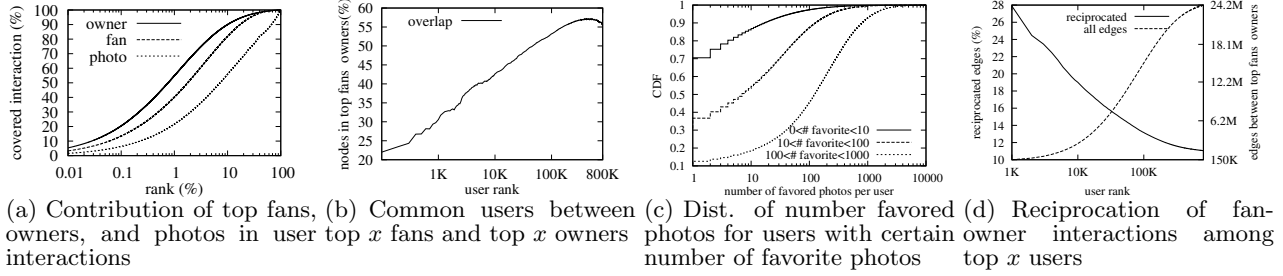 covered interaction (%)
100
90
80
70
60
50
40
30
20
10
0
owner
fan
photo
0.01
0.1
1
10
100
rank (%)
(a) Contribution of top fans,
owners, and photos in user
interactions
nodes in top fans owners(%)
60
55
50
45
40
35
30
25
20
overlap
1K
10K
100K
800K
user rank
(b) Common users between
top x fans and top x owners
CDF
1
0.9
0.8
0.7
0.6
0.5
0.4
0.3
0.2
0.1
0<# favorite<10
10<# favorite<100
100<# favorite<1000
1
10
100
1000
10000
number of favored photos per user
(c) Dist. of number favored
photos for users with certain
number of favorite photos
reciprocated edges (%)
28
26
24
22
20
18
16
14
12
10
reciprocated
all edges
24.2M
18.1M
12.2M
6.2M
150K
edges between top fans owners
1K
10K
100K
user rank
(d) Reciprocation of fan-
owner interactions among
top x users